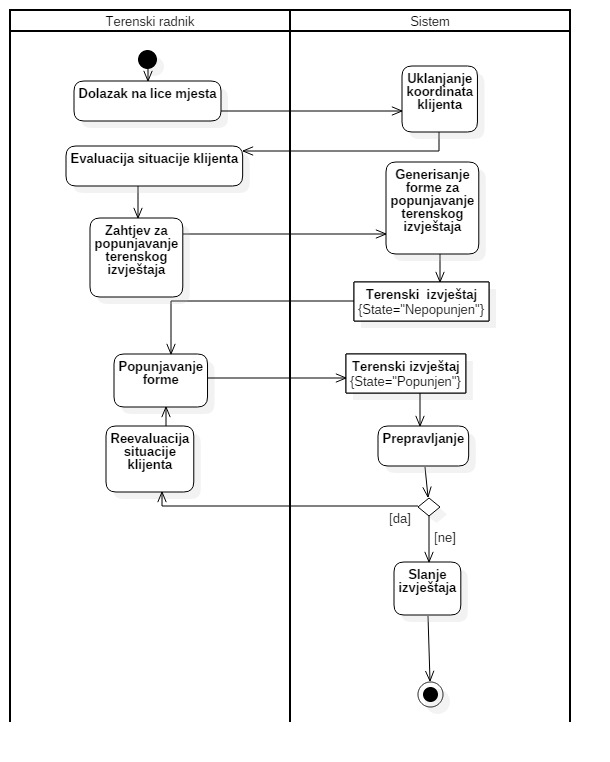 Terenski radnik
Sistem
Dolazak na lice mjesta
Uklanjanje
koordinata
klijenta
Evaluacija situacije klijenta
Generisanje
forme za
popunjavanje
terenskog
izvještaja
Zahtjev za
popunjavanje
terenskog
izvještaja
Terenski izvještaj
{State="Nepopunjen"}
Popunjavanje
forme
Terenski izvještaj
{State="Popunjen"}
Reevaluacija
situacije
klijenta
Prepravljanje
[da]
[ne]
Slanje
izvještaja